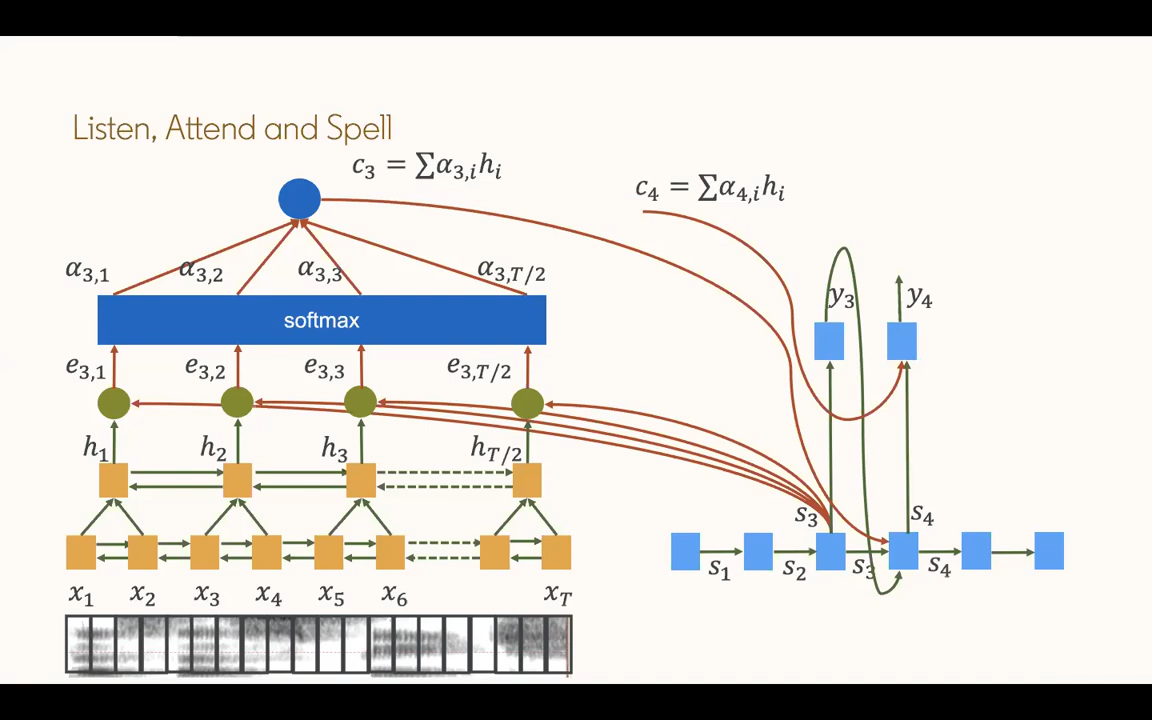 Listen, Attend and Spell
c₃ = ∑α₃,ᵢhᵢ
c₄ = ∑α₄,ᵢhᵢ
α₃,₁ α₃,₂ α₃,₃ α₃,T/₂
y₃ y₄
softmax
e₃,₁ e₃,₂ e₃,₃ e₃,T/₂
h₁ h₂ h₃ hT/₂
s₃ s₄
s₁ s₂ s₃ s₄
x₁ x₂ x₃ x₄ x₅ x₆ xT